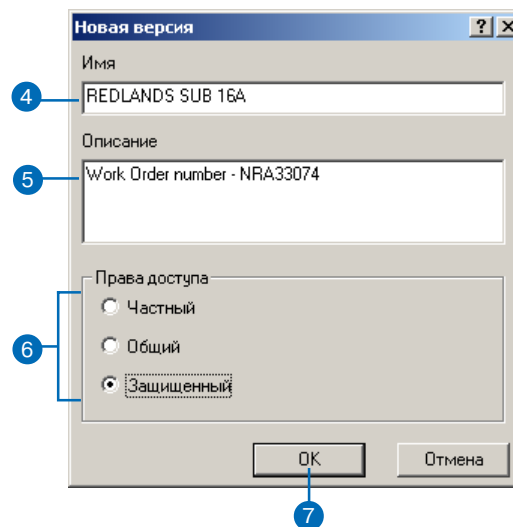 Новая версия
Имя
4
REDLANDS SUB 16A
Описание
5
Work Order number - NRA33074
Права доступа
6
Частный
Общий
Защищенный
OK
Отмена
7